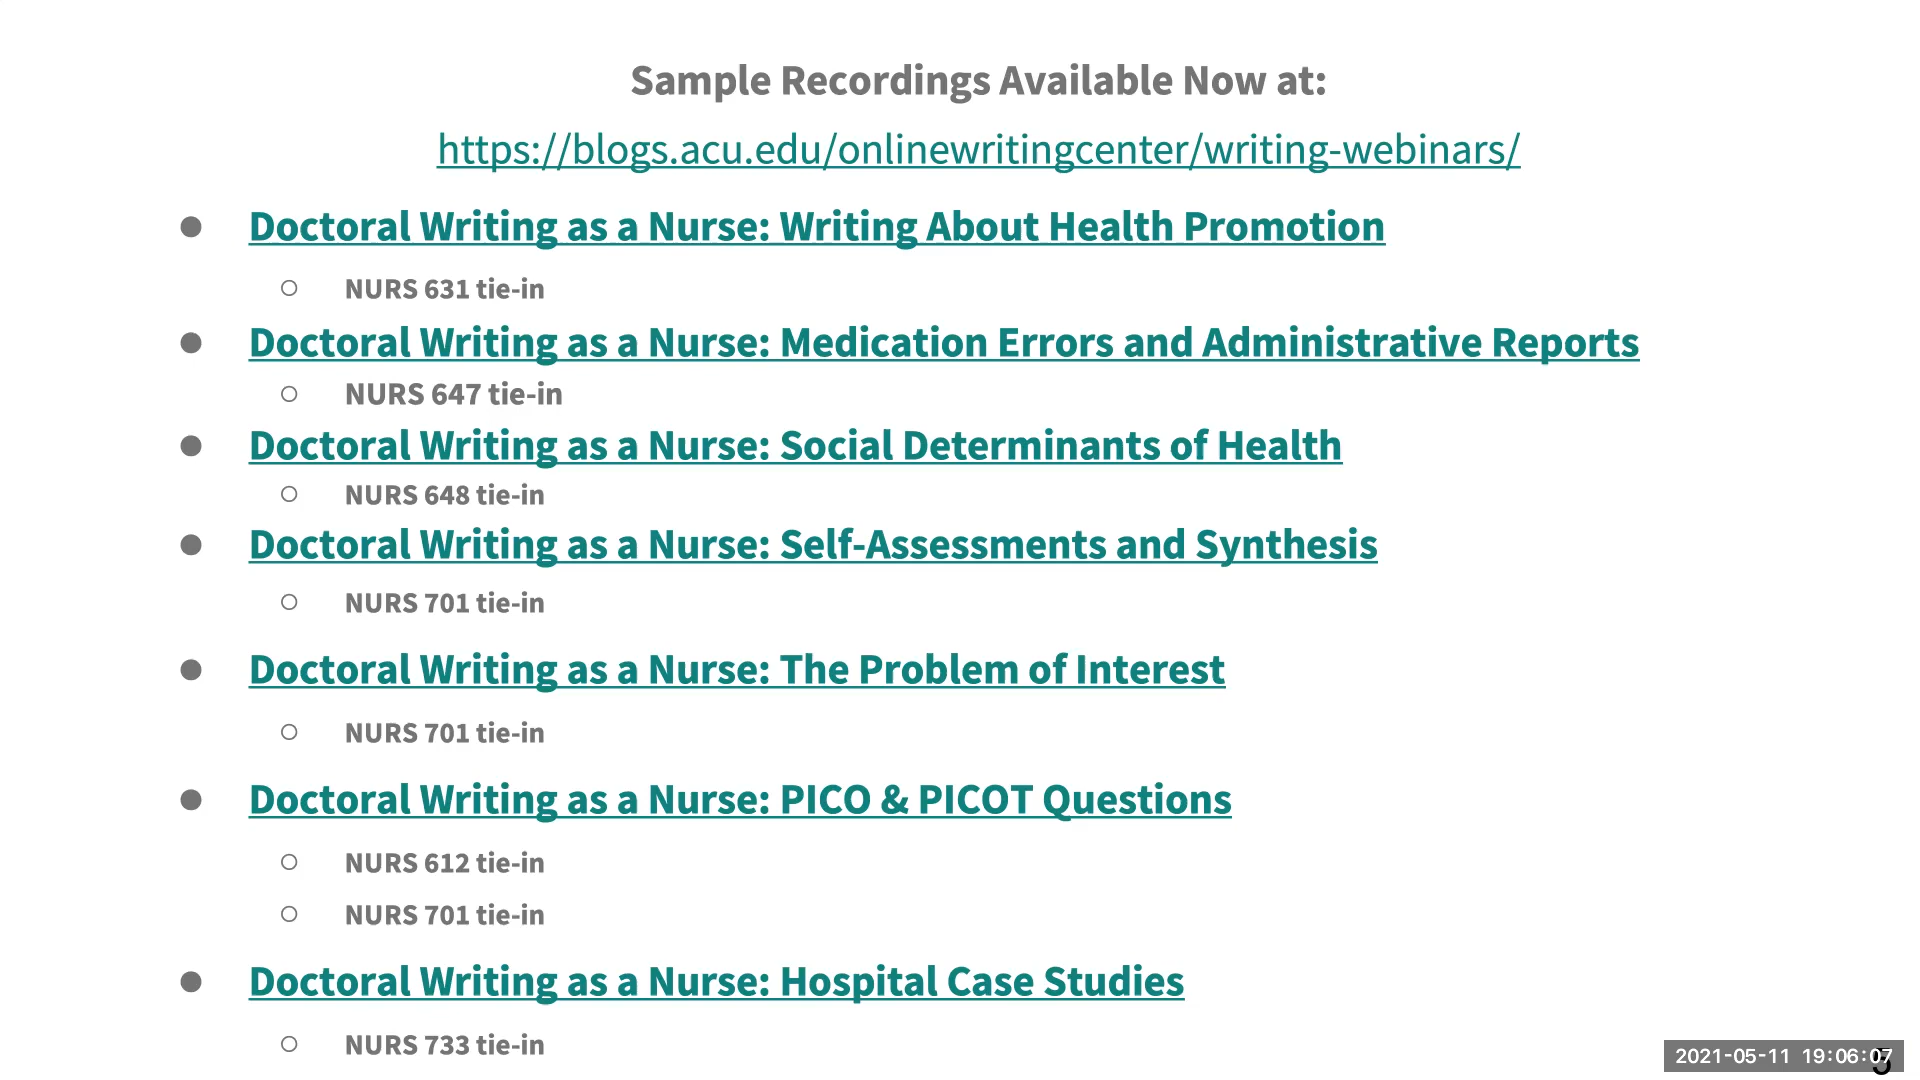 Sample Recordings Available Now at:
https://blogs.acu.edu/onlinewritingcenter/writing-webinars/
● Doctoral Writing as a Nurse: Writing About Health Promotion
○ NURS 631 tie-in
● Doctoral Writing as a Nurse: Medication Errors and Administrative Reports
○ NURS 647 tie-in
● Doctoral Writing as a Nurse: Social Determinants of Health
○ NURS 648 tie-in
● Doctoral Writing as a Nurse: Self-Assessments and Synthesis
○ NURS 701 tie-in
● Doctoral Writing as a Nurse: The Problem of Interest
○ NURS 701 tie-in
● Doctoral Writing as a Nurse: PICO & PICOT Questions
○ NURS 612 tie-in
○ NURS 701 tie-in
● Doctoral Writing as a Nurse: Hospital Case Studies
○ NURS 733 tie-in
2021-05-11 19:06:07
5